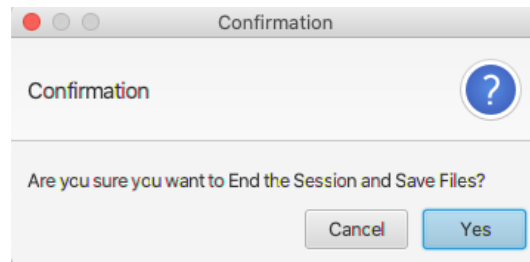 Confirmation
Confirmation
?
Are you sure you want to End the Session and Save Files?
Cancel
Yes